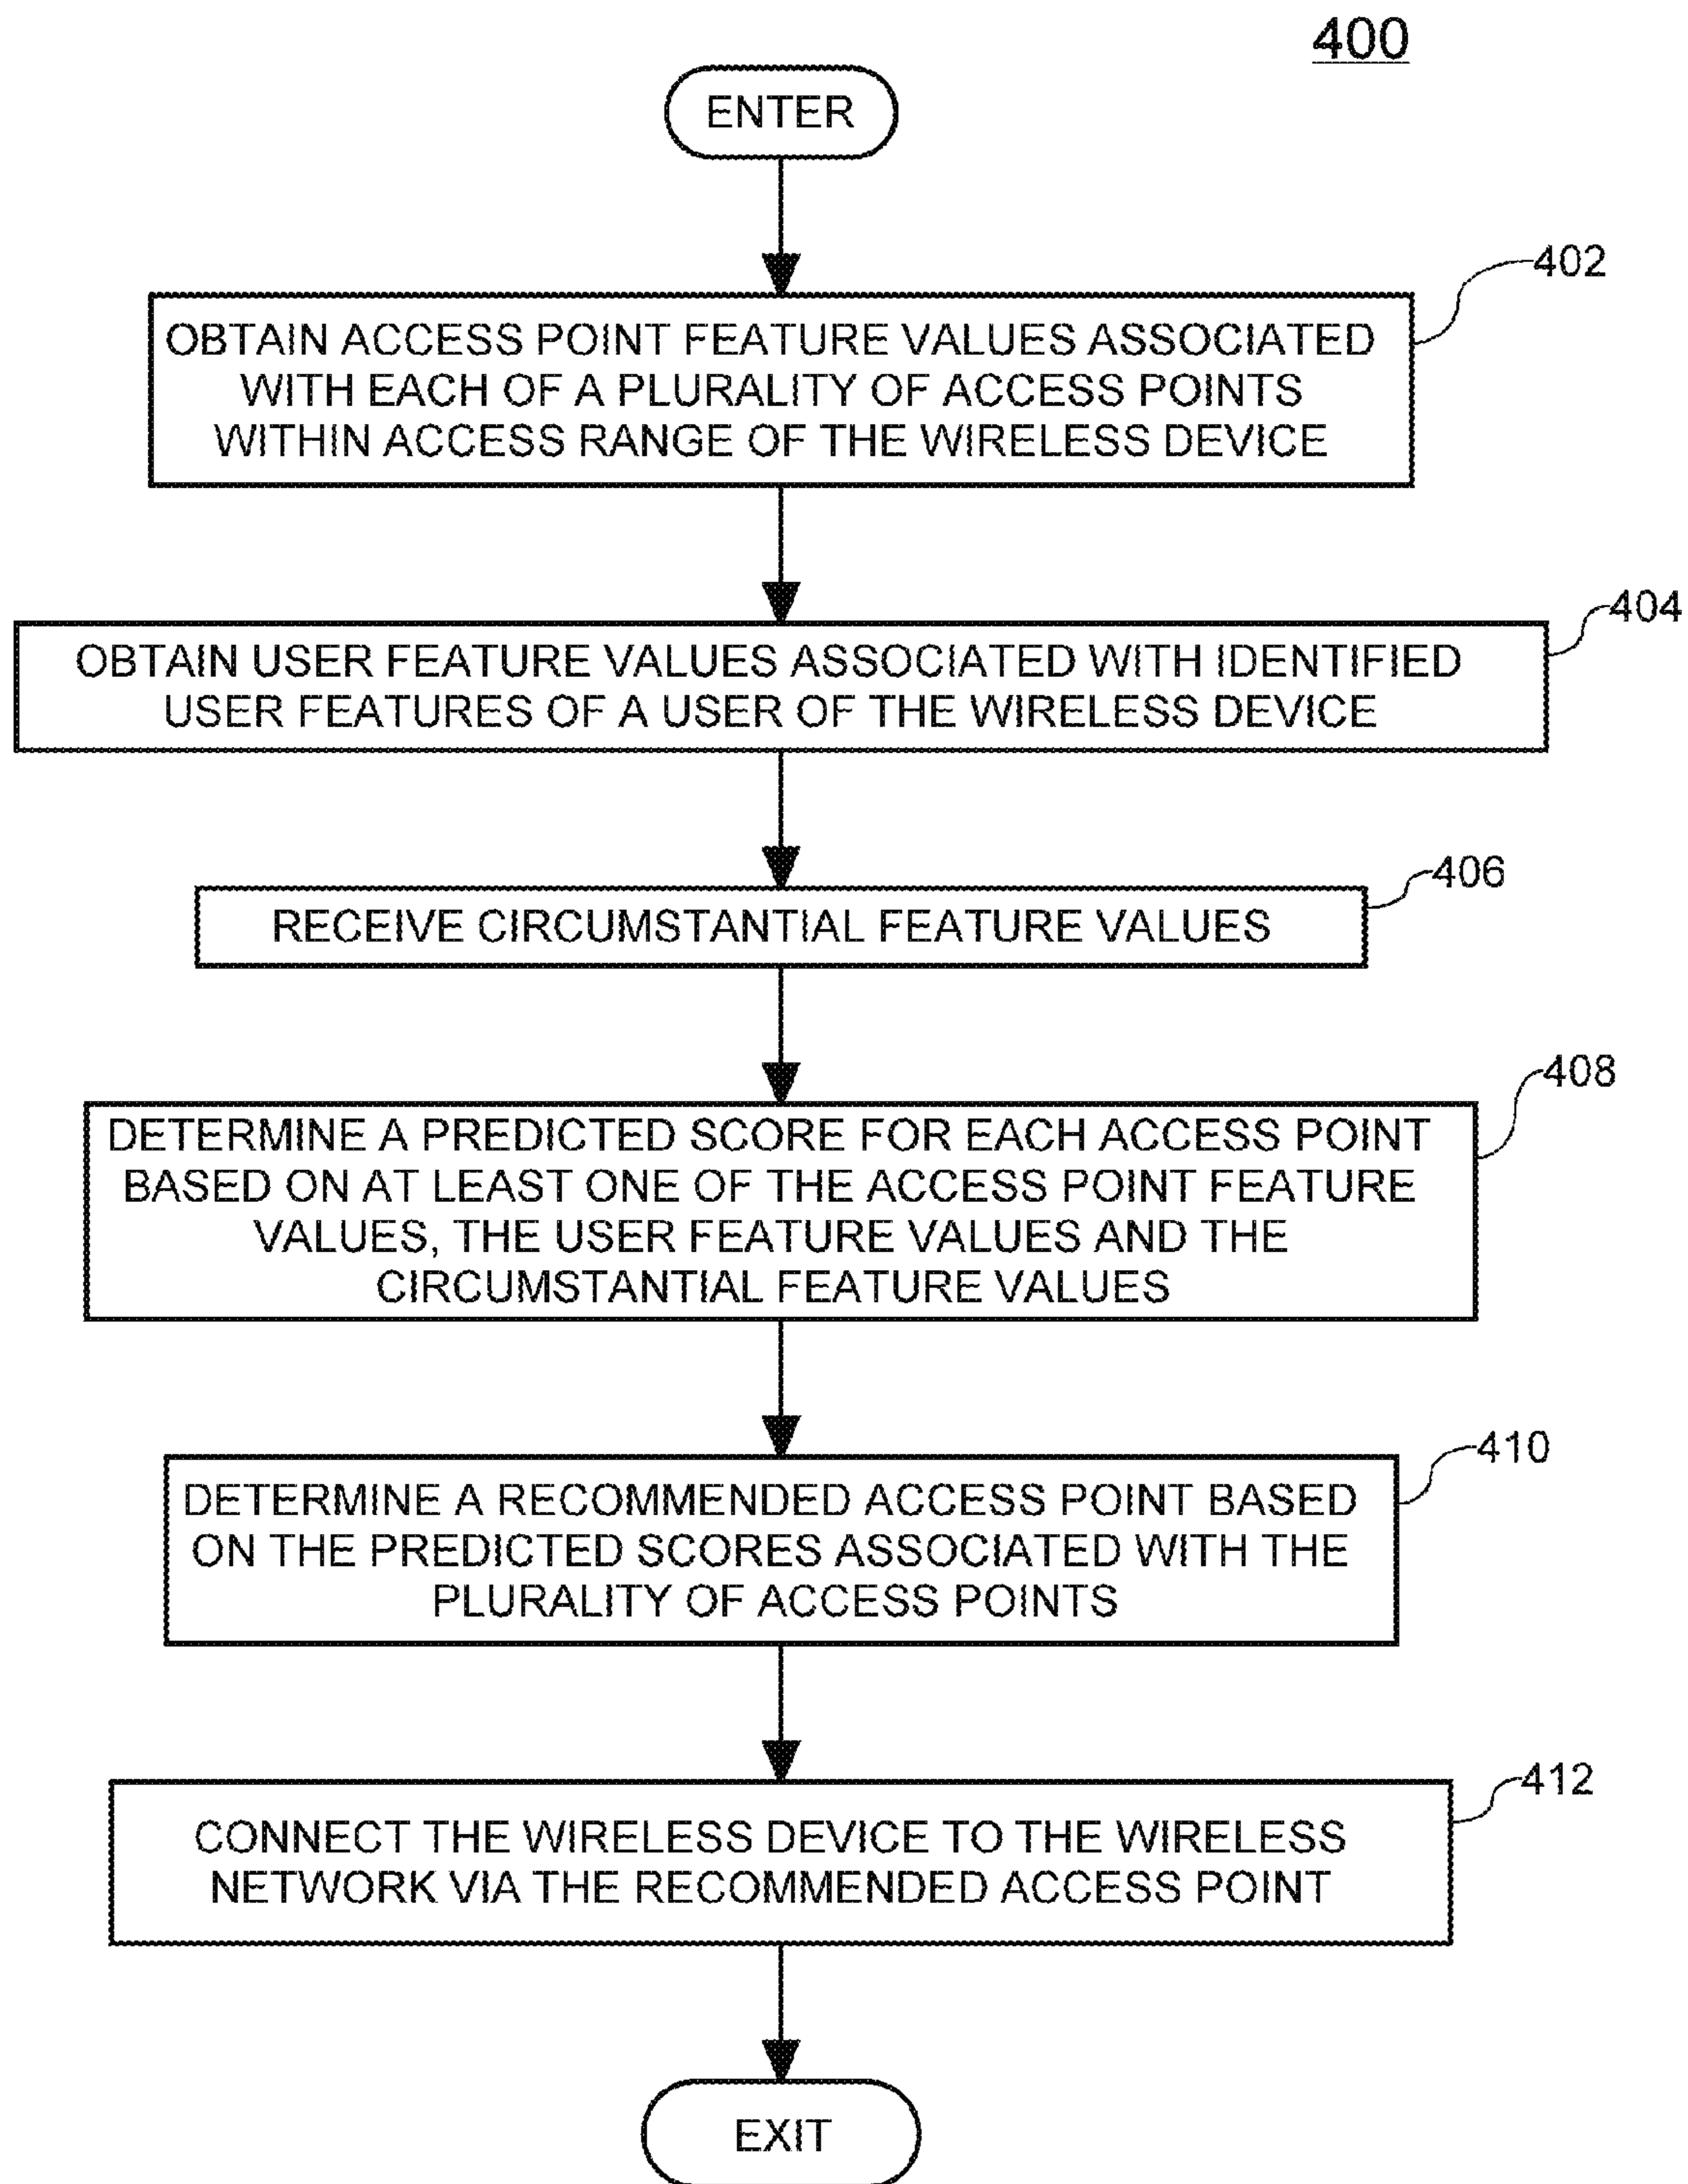 400
ENTER
402
OBTAIN ACCESS POINT FEATURE VALUES ASSOCIATED
WITH EACH OF A PLURALITY OF ACCESS POINTS
WITHIN ACCESS RANGE OF THE WIRELESS DEVICE
404
OBTAIN USER FEATURE VALUES ASSOCIATED WITH IDENTIFIED
USER FEATURES OF A USER OF THE WIRELESS DEVICE
406
RECEIVE CIRCUMSTANTIAL FEATURE VALUES
408
DETERMINE A PREDICTED SCORE FOR EACH ACCESS POINT
BASED ON AT LEAST ONE OF THE ACCESS POINT FEATURE
VALUES, THE USER FEATURE VALUES AND THE
CIRCUMSTANTIAL FEATURE VALUES
410
DETERMINE A RECOMMENDED ACCESS POINT BASED
ON THE PREDICTED SCORES ASSOCIATED WITH THE
PLURALITY OF ACCESS POINTS
412
CONNECT THE WIRELESS DEVICE TO THE WIRELESS
NETWORK VIA THE RECOMMENDED ACCESS POINT
EXIT